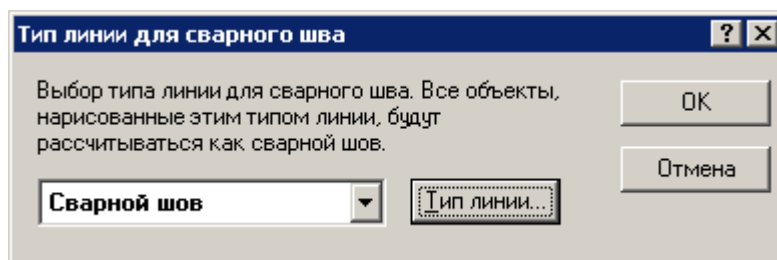 Тип линии для сварного шва
Выбор типа линии для сварного шва. Все объекты,
нарисованные этим типом линии, будут
рассчитываться как сварной шов.
OK
Отмена
Сварной шов
Тип линии...